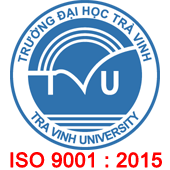 TRƯỜNG ĐẠI HỌC TRÀ VINH
TVU
TRA VINH UNIVERSITY
ISO 9001 : 2015